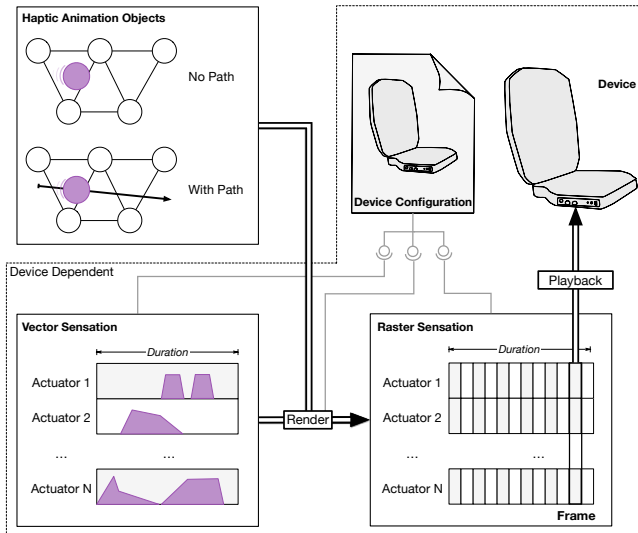 Haptic Animation Objects
No Path
With Path
Device
Device Configuration
Device Dependent
Playback
Vector Sensation
Duration
Actuator 1
Actuator 2
... ...
Actuator N
Render
Raster Sensation
Duration
Actuator 1
Actuator 2
... ...
Actuator N
Frame